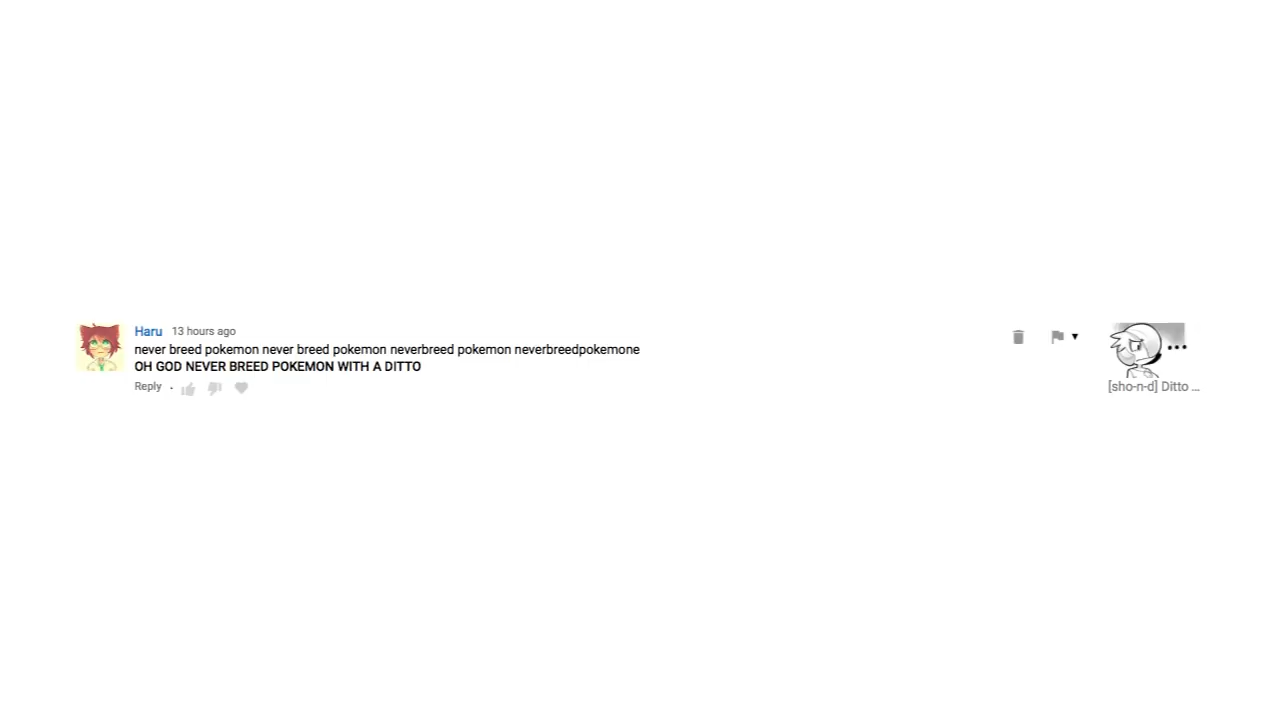 Haru 13 hours ago
never breed pokemon never breed pokemon neverbreed pokemon neverbreedpokemone
OH GOD NEVER BREED POKEMON WITH A DITTO
Reply
[sho-n-d] Ditto ...